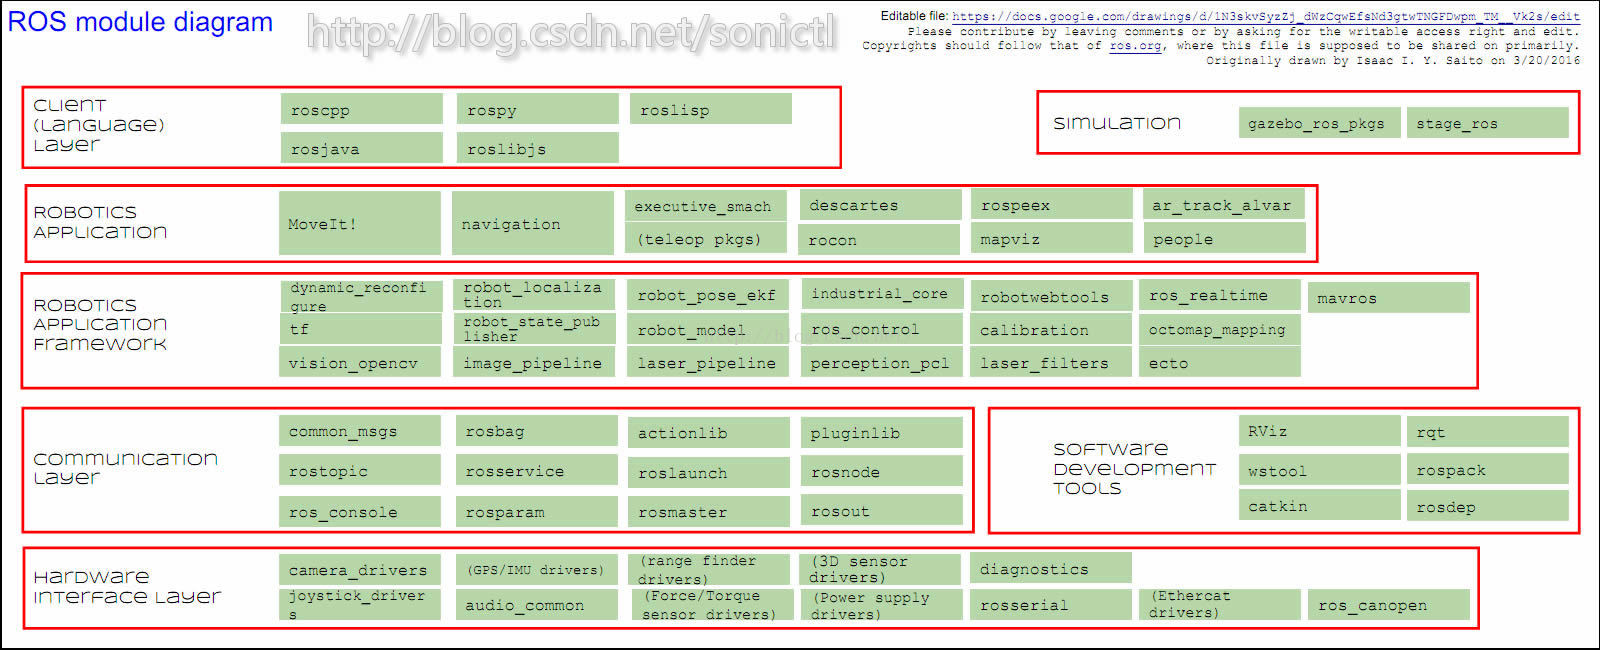 ROS module diagram
http://blog.csdn.net/sonictl
Editable file: https://docs.google.com/drawings/d/1N3skvSyzZj_dWzCqwEfsNd3gtwTNGFDwpm_TM__Vk2s/edit
Please contribute by leaving comments or by asking for the writable access right and edit.
Copyrights should follow that of ros.org, where this file is supposed to be shared on primarily.
Originally drawn by Isaac I. Y. Saito on 3/20/2016
Client
(Language)
Layer
roscpp
rospy
roslisp
rosjava
roslibjs
Simulation
gazebo_ros_pkgs
stage_ros
Robotics
Application
MoveIt!
navigation
executive_smach
descartes
rospeex
ar_track_alvar
(teleop pkgs)
rocon
mapviz
people
Robotics
Application
Framework
dynamic_reconfi
gure
robot_localiza
tion
robot_pose_ekf
industrial_core
robotwebtools
ros_realtime
mavros
tf
robot_state_pub
lisher
robot_model
ros_control
calibration
octomap_mapping
vision_opencv
image_pipeline
laser_pipeline
perception_pcl
laser_filters
ecto
Communication
Layer
common_msgs
rosbag
actionlib
pluginlib
rostopic
rosservice
roslaunch
rosnode
ros_console
rosparam
rosmaster
rosout
Software
Development
Tools
RViz
rqt
wstool
rospack
catkin
rosdep
Hardware
Interface Layer
camera_drivers
(GPS/IMU drivers)
(range finder
drivers)
(3D sensor
drivers)
diagnostics
joystick_driver
s
audio_common
(Force/Torque
sensor drivers)
(Power supply
drivers)
rosserial
(Ethercat
drivers)
ros_canopen